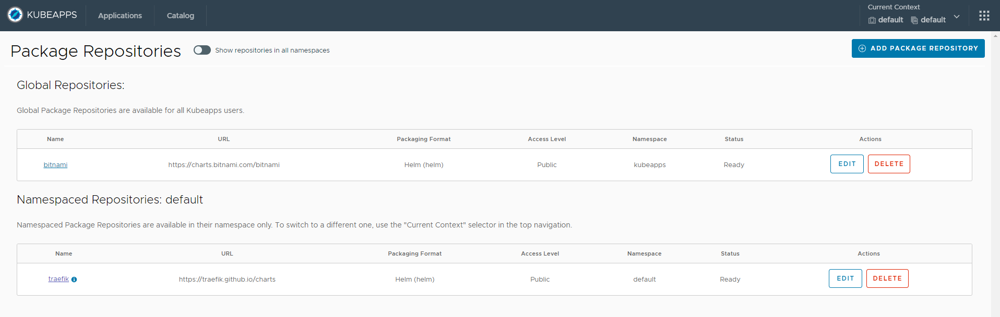 KUBEAPPS Applications Catalog Current Context
default default
Package Repositories Show repositories in all namespaces ADD PACKAGE REPOSITORY
Global Repositories:
Global Package Repositories are available for all Kubeapps users.
Name URL Packaging Format Access Level Namespace Status Actions
bitnami https://charts.bitnami.com/bitnami Helm (helm) Public kubeapps Ready EDIT DELETE
Namespaced Repositories: default
Namespaced Package Repositories are available in their namespace only. To switch to a different one, use the "Current Context" selector in the top navigation.
Name URL Packaging Format Access Level Namespace Status Actions
traefik https://traefik.github.io/charts Helm (helm) Public default Ready EDIT DELETE